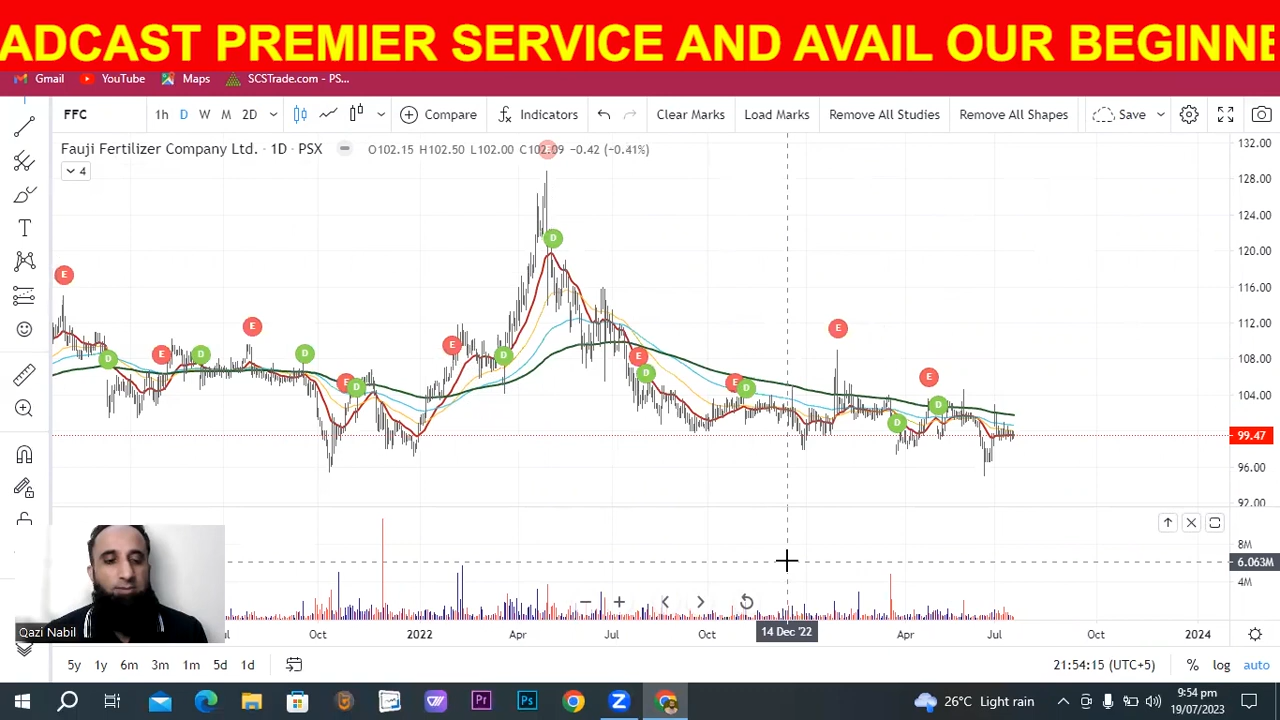 ADCAST PREMIER SERVICE AND AVAIL OUR BEGINNE
Gmail YouTube Maps SCSTrade.com - PS...
FFC 1h D W M 2D Compare Indicators Clear Marks Load Marks Remove All Studies Remove All Shapes Save
Fauji Fertilizer Company Ltd. · 1D · PSX O102.15 H102.50 L102.00 C102.09 −0.42 (−0.41%)
4
132.00
128.00
124.00
120.00
116.00
112.00
108.00
104.00
99.47
96.00
92.00
E
D
E
E
D
E
D
E
D
E
D
E
D
E
D
E
D
E
D
E
D
8M
6.063M
4M
Qazi Nabil
Jul Oct 2022 Apr Jul Oct 14 Dec '22 Apr Jul Oct 2024
5y 1y 6m 3m 1m 5d 1d 21:54:15 (UTC+5) % log auto
26°C Light rain
9:54 pm
19/07/2023